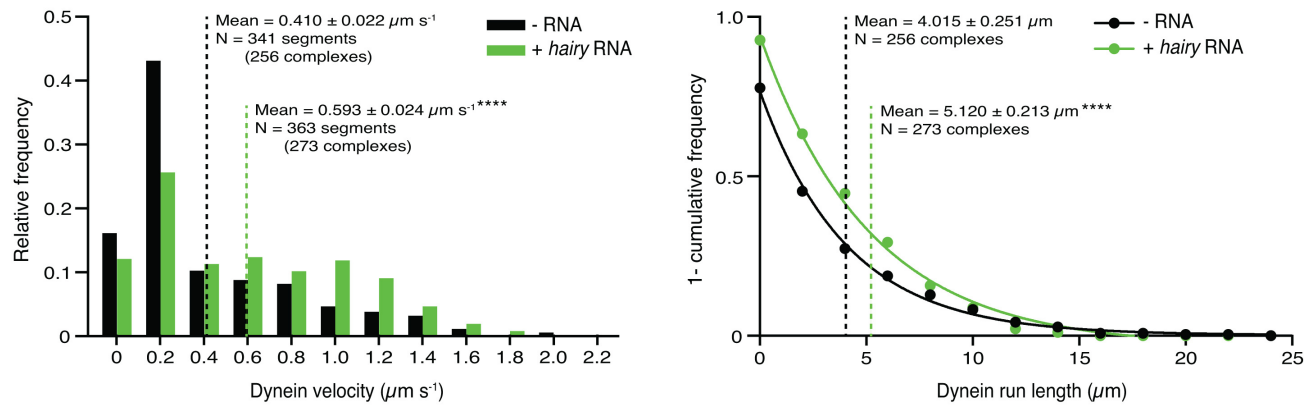 Mean = 0.410 ± 0.022 µm s⁻¹
N = 341 segments
(256 complexes)
- RNA
+ hairy RNA
Mean = 0.593 ± 0.024 µm s⁻¹****
N = 363 segments
(273 complexes)
Relative frequency
0.5
0.4
0.3
0.2
0.1
0
0 0.2 0.4 0.6 0.8 1.0 1.2 1.4 1.6 1.8 2.0 2.2
Dynein velocity (µm s⁻¹)
Mean = 4.015 ± 0.251 µm
N = 256 complexes
- RNA
+ hairy RNA
Mean = 5.120 ± 0.213 µm****
N = 273 complexes
1- cumulative frequency
1.0
0.5
0
0 5 10 15 20 25
Dynein run length (µm)